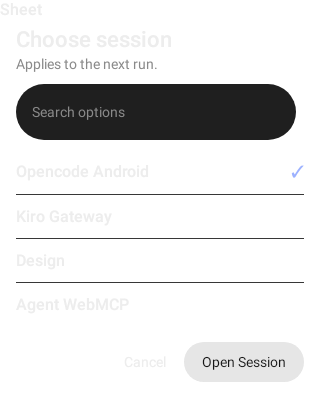 Sheet
Choose session
Applies to the next run.
Search options
Opencode Android ✓
Kiro Gateway
Design
Agent WebMCP
Cancel Open Session